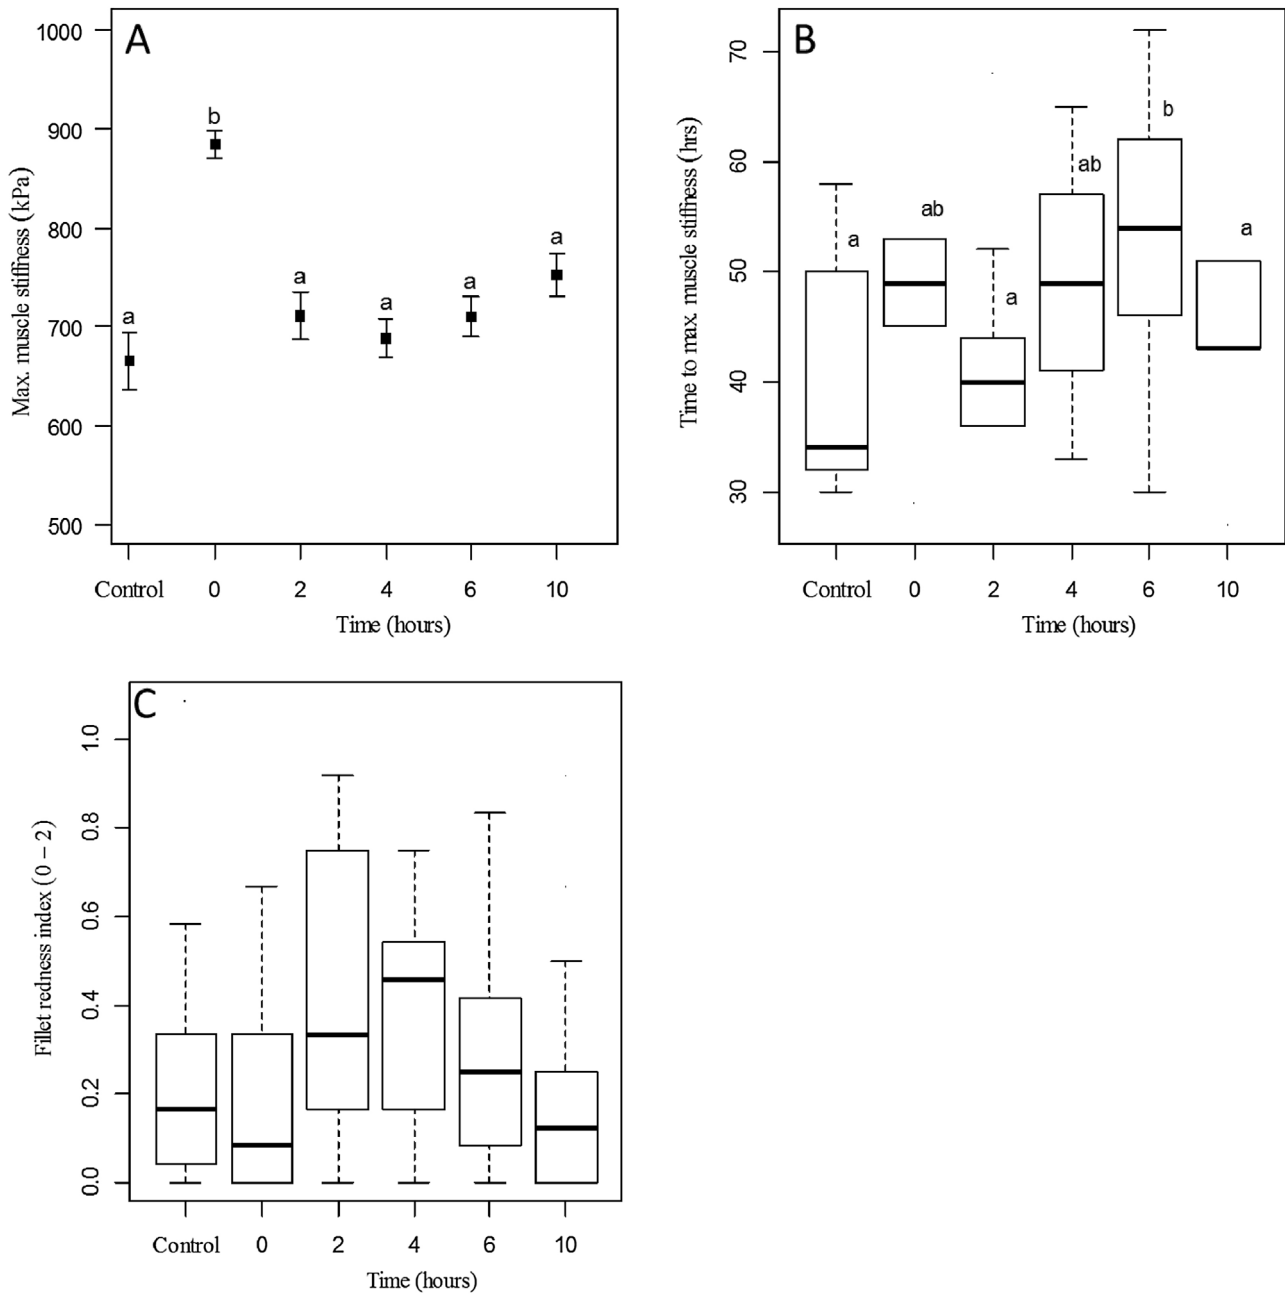 A
1000
900
800
700
600
500
Max. muscle stiffness (kPa)
a
b
a
a
a
a
Control 0 2 4 6 10
Time (hours)
B
70
60
50
40
30
Time to max. muscle stiffness (hrs)
a
ab
a
ab
b
a
Control 0 2 4 6 10
Time (hours)
C
1.0
0.8
0.6
0.4
0.2
0.0
Fillet redness index (0 – 2)
Control 0 2 4 6 10
Time (hours)